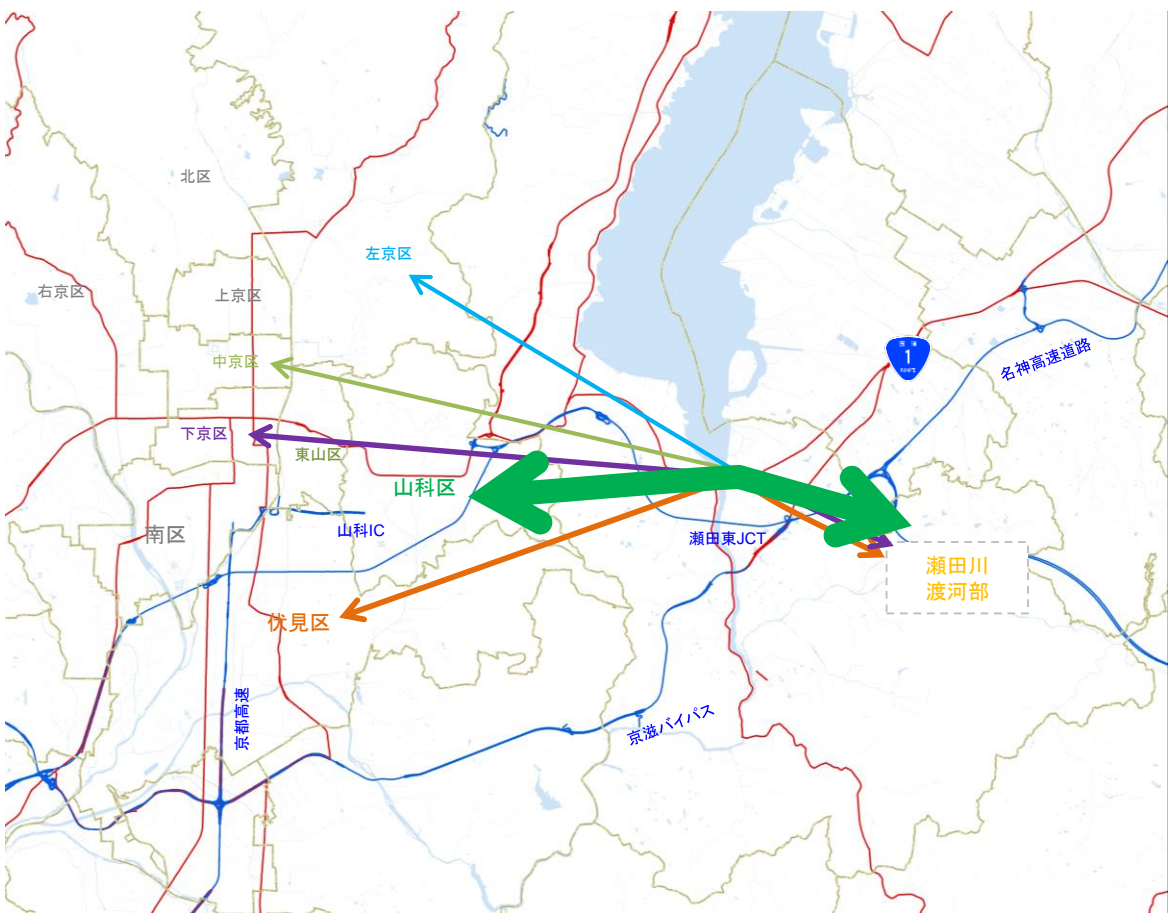 北区
左京区
右京区
上京区
1
名神高速道路
中京区
下京区
東山区
山科区
山科IC
南区
瀬田東JCT
瀬田川
渡河部
伏見区
京都高速
京滋バイパス